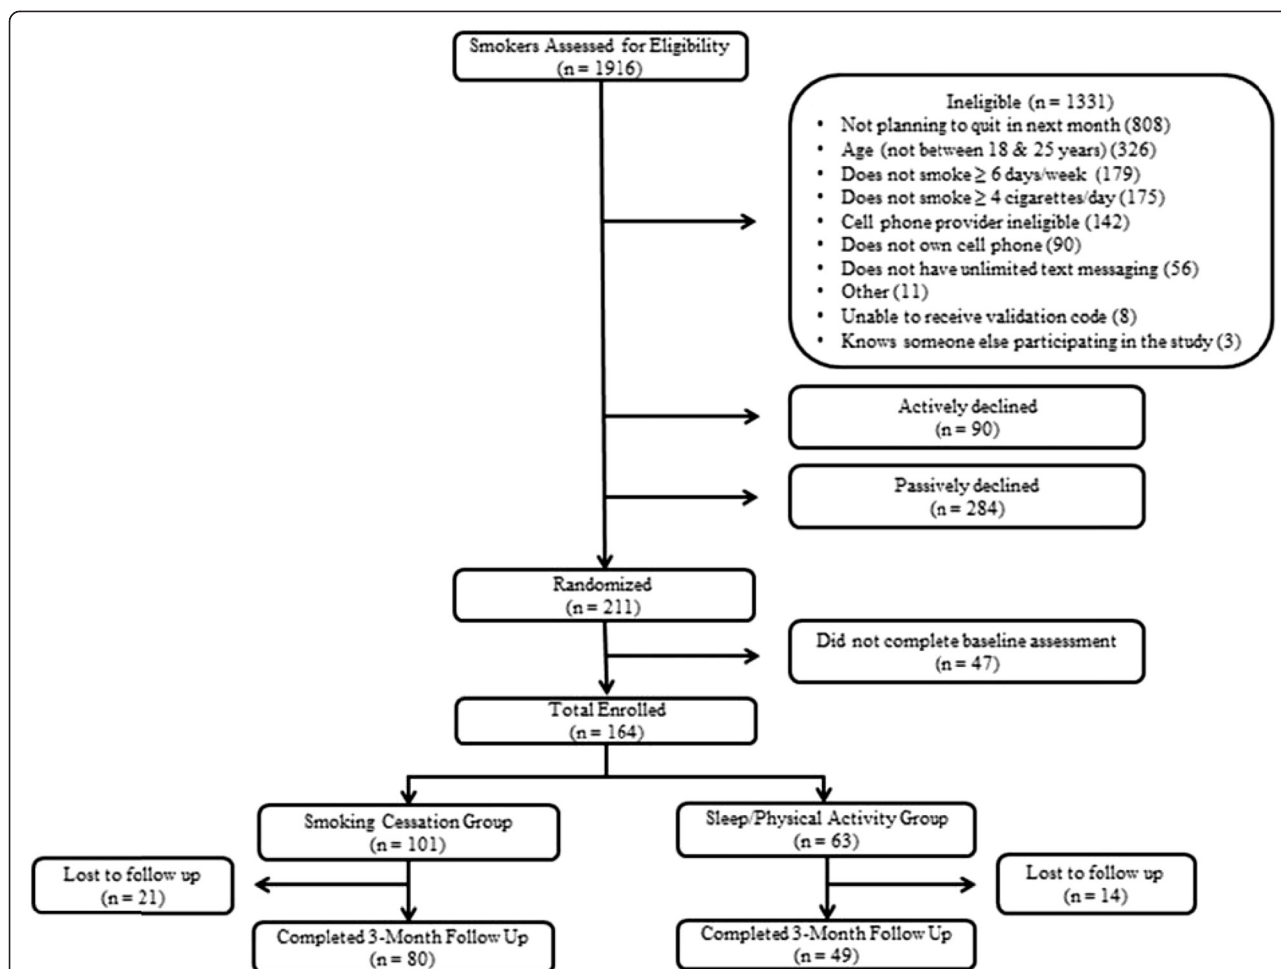 Smokers Assessed for Eligibility
(n = 1916)
Ineligible (n = 1331)
• Not planning to quit in next month (808)
• Age (not between 18 & 25 years) (326)
• Does not smoke ≥ 6 days/week (179)
• Does not smoke ≥ 4 cigarettes/day (175)
• Cell phone provider ineligible (142)
• Does not own cell phone (90)
• Does not have unlimited text messaging (56)
• Other (11)
• Unable to receive validation code (8)
• Knows someone else participating in the study (3)
Actively declined
(n = 90)
Passively declined
(n = 284)
Randomized
(n = 211)
Did not complete baseline assessment
(n = 47)
Total Enrolled
(n = 164)
Smoking Cessation Group
(n = 101)
Sleep/Physical Activity Group
(n = 63)
Lost to follow up
(n = 21)
Lost to follow up
(n = 14)
Completed 3-Month Follow Up
(n = 80)
Completed 3-Month Follow Up
(n = 49)